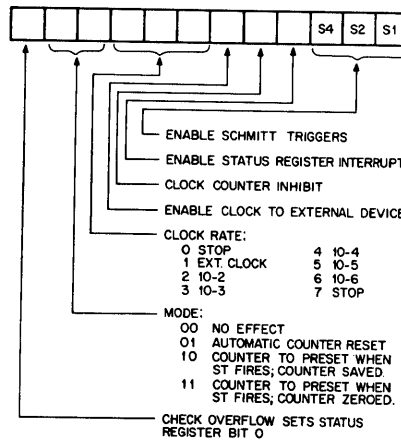 S4 S2 S1
ENABLE SCHMITT TRIGGERS
ENABLE STATUS REGISTER INTERRUPT
CLOCK COUNTER INHIBIT
ENABLE CLOCK TO EXTERNAL DEVICE
CLOCK RATE:
0 STOP 4 10-4
1 EXT. CLOCK 5 10-5
2 10-2 6 10-6
3 10-3 7 STOP
MODE:
00 NO EFFECT
01 AUTOMATIC COUNTER RESET
10 COUNTER TO PRESET WHEN
ST FIRES; COUNTER SAVED.
11 COUNTER TO PRESET WHEN
ST FIRES; COUNTER ZEROED.
CHECK OVERFLOW SETS STATUS
REGISTER BIT 0